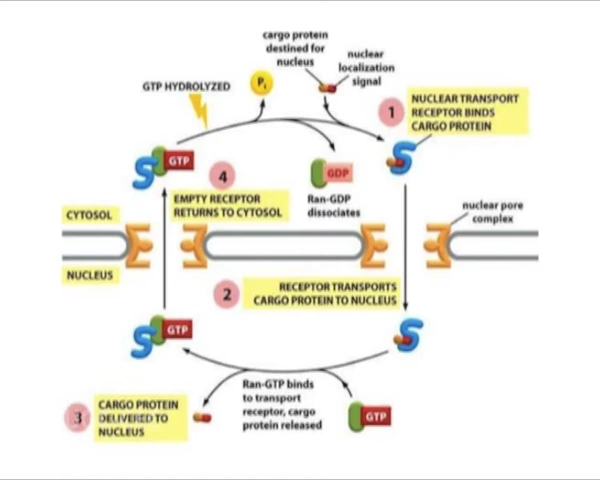 cargo protein
destined for
nucleus
nuclear
localization
signal
GTP HYDROLYZED
Pi
1
NUCLEAR TRANSPORT
RECEPTOR BINDS
CARGO PROTEIN
GTP
4
GDP
EMPTY RECEPTOR
RETURNS TO CYTOSOL
Ran-GDP
dissociates
nuclear pore
complex
CYTOSOL
NUCLEUS
2
RECEPTOR TRANSPORTS
CARGO PROTEIN TO NUCLEUS
GTP
Ran-GTP binds
to transport
receptor, cargo
protein released
3
CARGO PROTEIN
DELIVERED TO
NUCLEUS
GTP